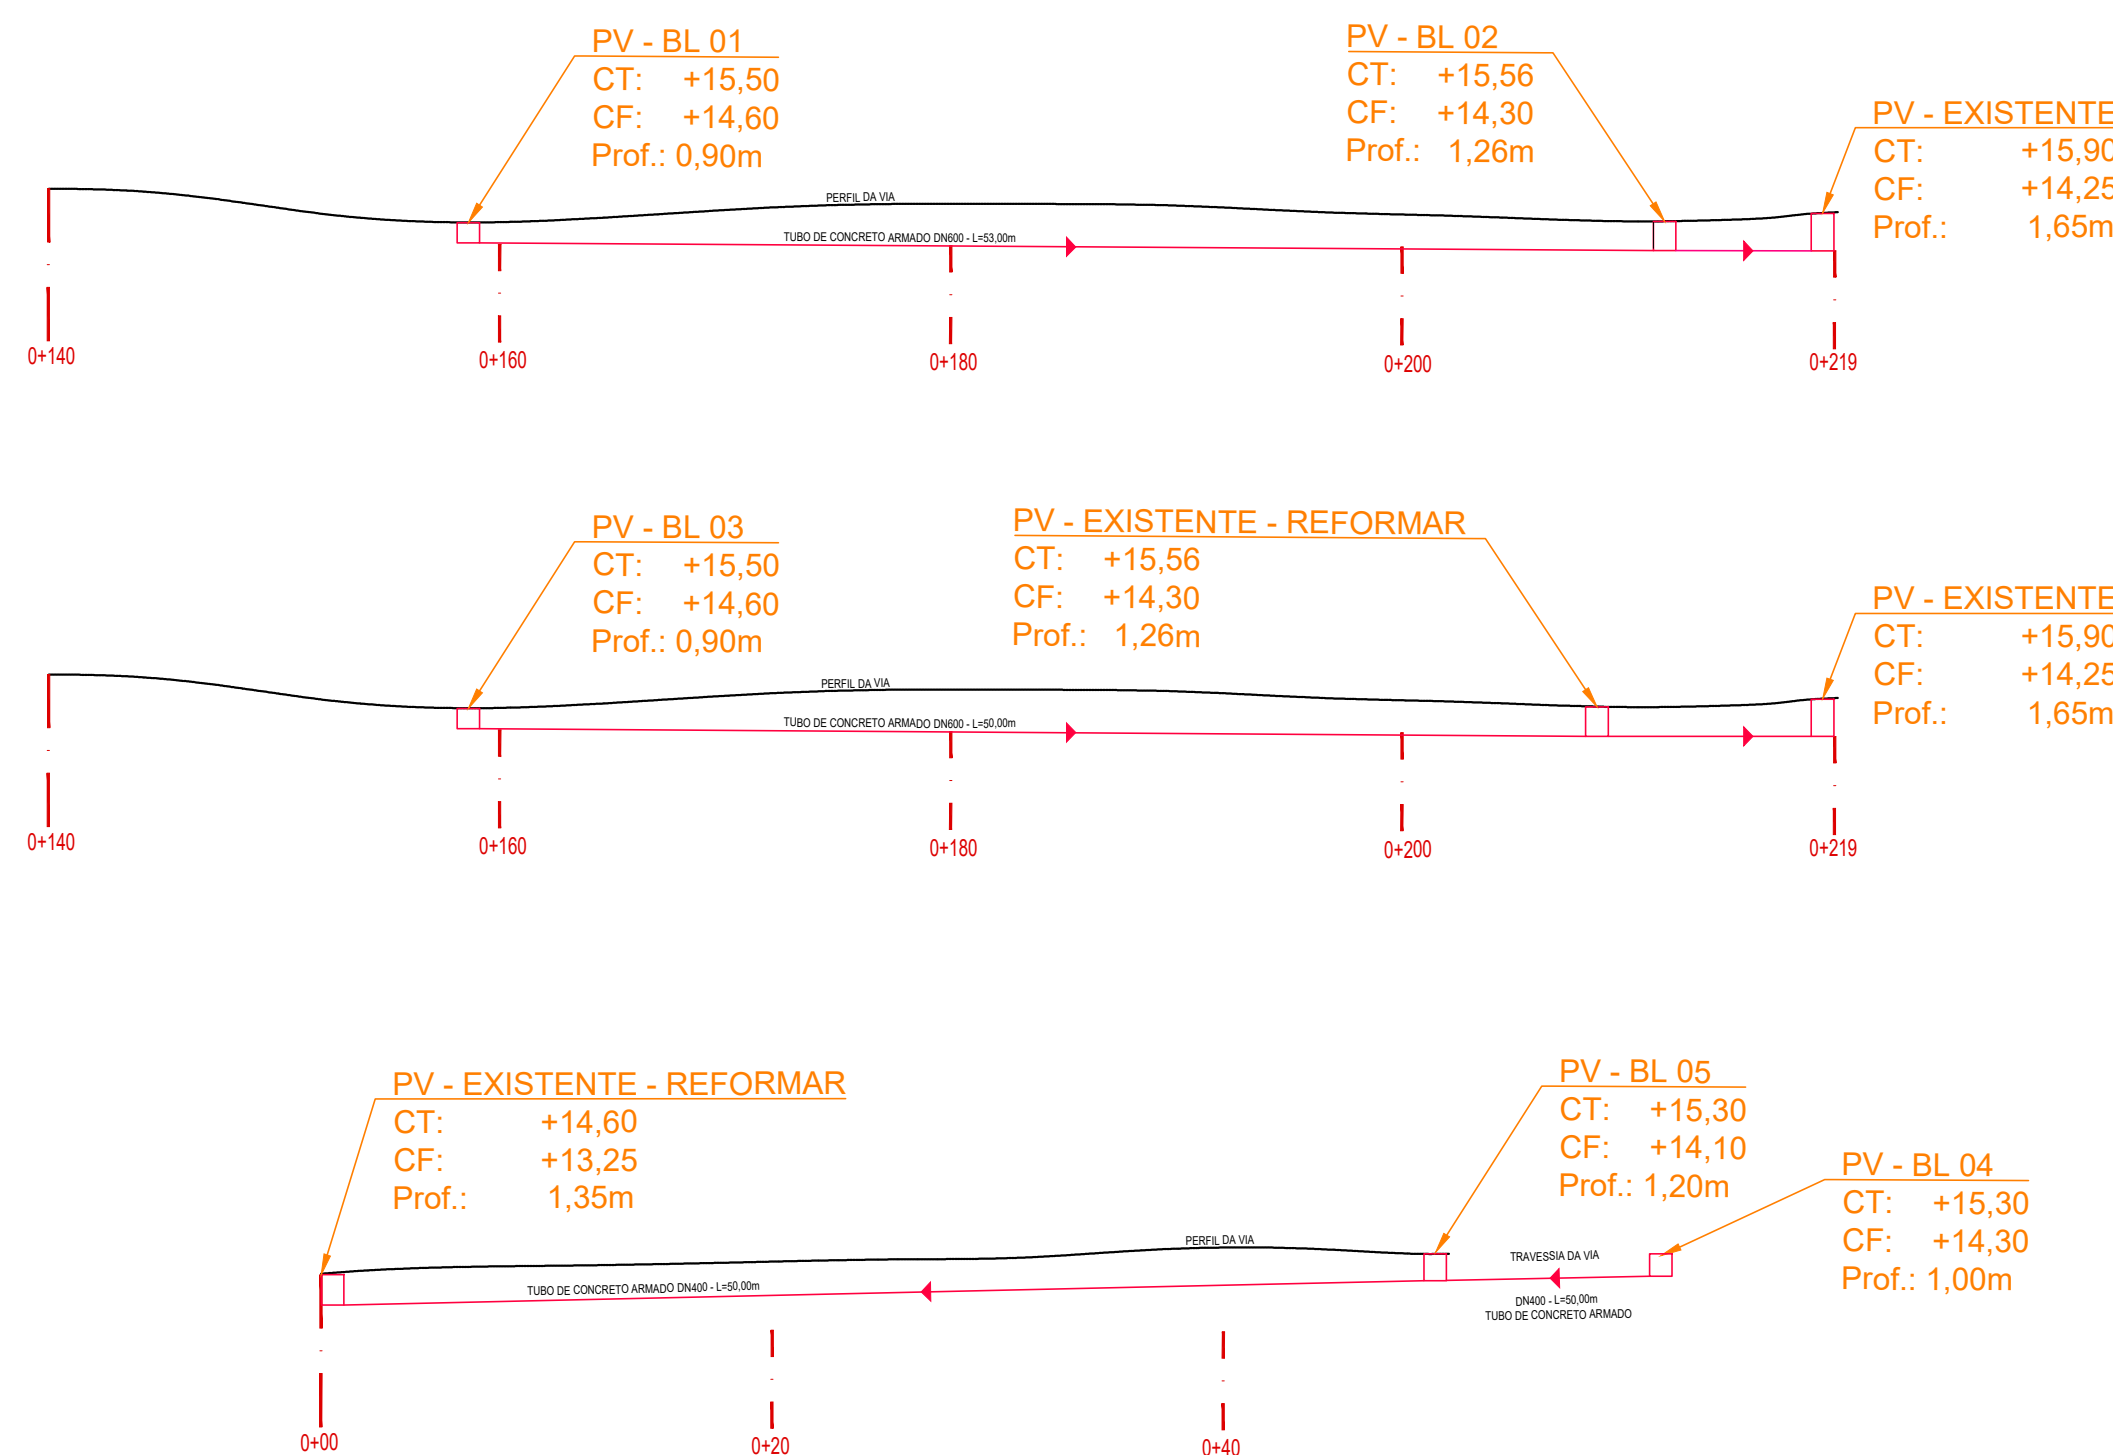 PV - BL 01
CT: +15,50
CF: +14,60
Prof.: 0,90m
PV - BL 02
CT: +15,56
CF: +14,30
Prof.: 1,26m
PV - EXISTENTE
CT: +15,90
CF: +14,25
Prof.: 1,65m
PERFIL DA VIA
TUBO DE CONCRETO ARMADO DN600 - L=53,00m
0+140
0+160
0+180
0+200
0+219
PV - BL 03
CT: +15,50
CF: +14,60
Prof.: 0,90m
PV - EXISTENTE - REFORMAR
CT: +15,56
CF: +14,30
Prof.: 1,26m
PV - EXISTENTE
CT: +15,90
CF: +14,25
Prof.: 1,65m
PERFIL DA VIA
TUBO DE CONCRETO ARMADO DN600 - L=50,00m
0+140
0+160
0+180
0+200
0+219
PV - EXISTENTE - REFORMAR
CT: +14,60
CF: +13,25
Prof.: 1,35m
PV - BL 05
CT: +15,30
CF: +14,10
Prof.: 1,20m
PV - BL 04
CT: +15,30
CF: +14,30
Prof.: 1,00m
PERFIL DA VIA
TRAVESSIA DA VIA
TUBO DE CONCRETO ARMADO DN400 - L=50,00m
DN400 - L=50,00m
TUBO DE CONCRETO ARMADO
0+00
0+20
0+40